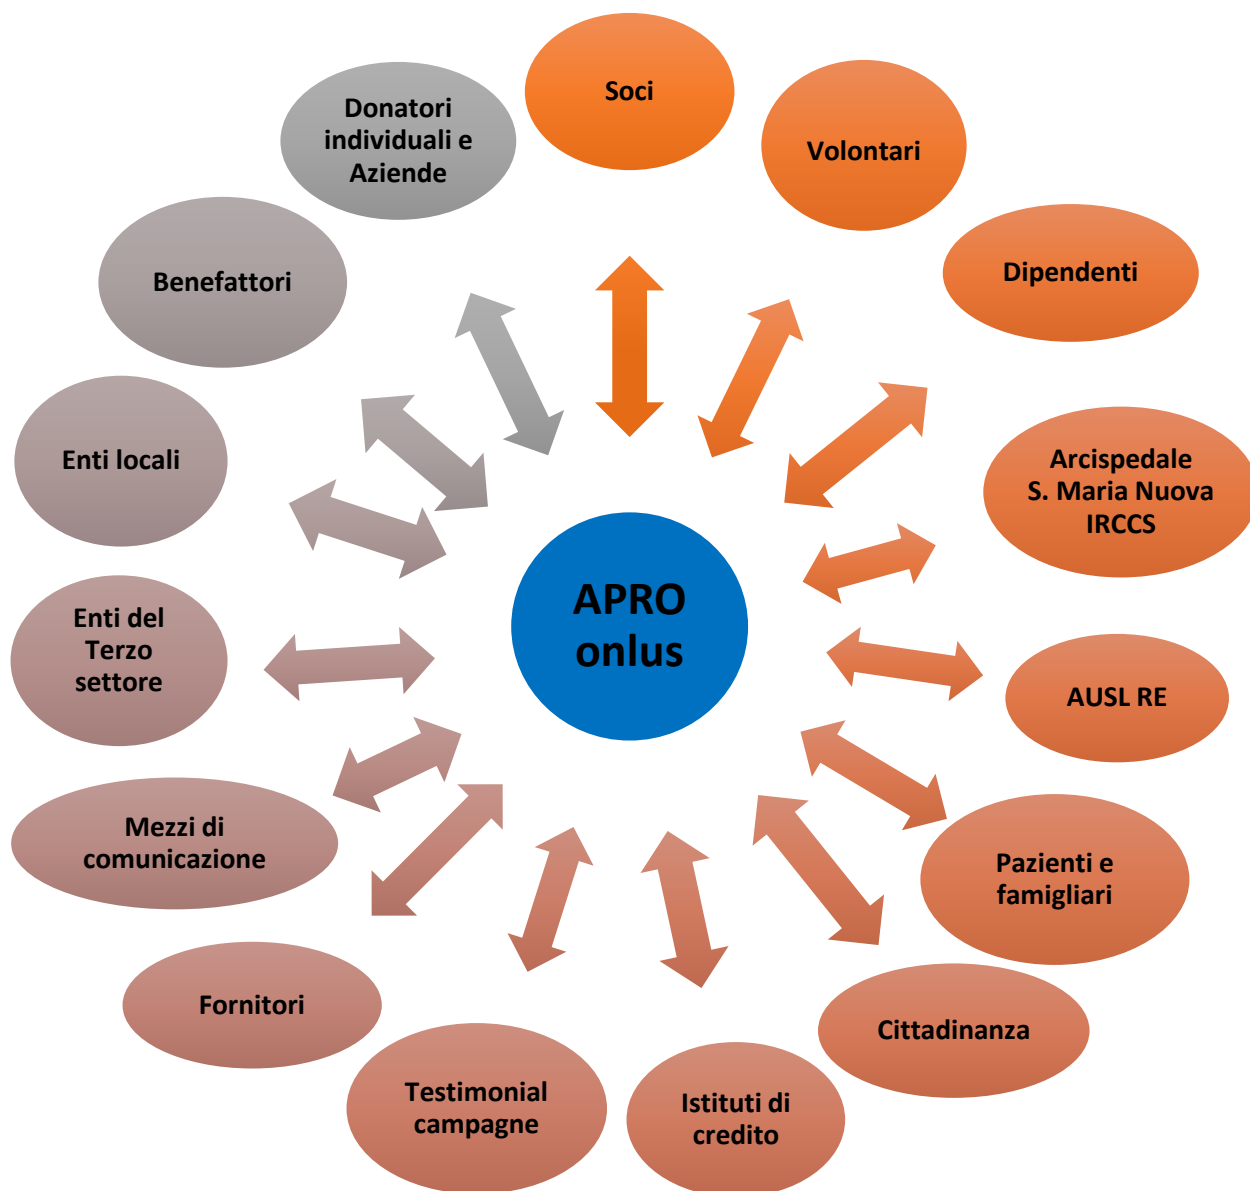 Soci
Volontari
Dipendenti
Arcispedale
S. Maria Nuova
IRCCS
AUSL RE
Pazienti e
famigliari
Cittadinanza
Istituti di
credito
Testimonial
campagne
Fornitori
Mezzi di
comunicazione
Enti del
Terzo
settore
Enti locali
Benefattori
Donatori
individuali e
Aziende
APRO
onlus